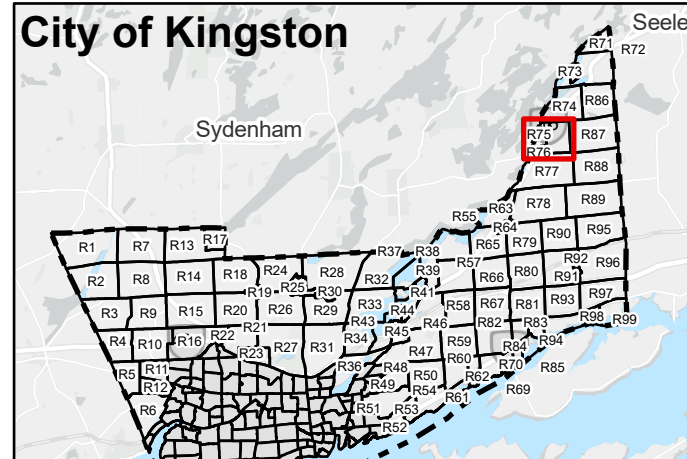 City of Kingston
Seele
Sydenham
R71
R72
R73
R74
R86
R75
R87
R76
R77
R88
R78
R89
R63
R55
R64
R65
R79
R90
R95
R1
R7
R13
R17
R37
R38
R57
R92
R96
R2
R8
R14
R18
R24
R28
R32
R39
R66
R80
R91
R25
R19
R30
R41
R97
R3
R9
R15
R20
R26
R29
R33
R44
R58
R67
R81
R93
R98
R99
R4
R10
R16
R22
R21
R43
R34
R45
R46
R82
R83
R23
R27
R31
R47
R59
R84
R94
R5
R11
R36
R48
R60
R70
R85
R12
R49
R50
R62
R69
R6
R54
R61
R51
R53
R52